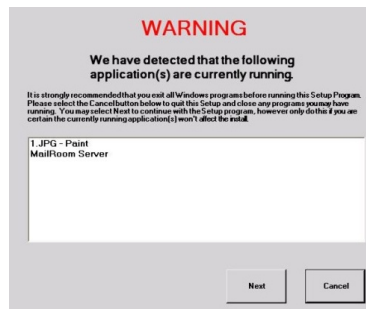 WARNING
We have detected that the following
application(s) are currently running.
It is strongly recommended that you exit all Windows programs before running this Setup Program.
Please select the Cancel button below to quit this Setup and close any programs you may have
running. You may select Next to continue with the Setup program, however only do this if you are
certain the currently running application(s) won't affect the install.
1.JPG - Paint
MailRoom Server
Next
Cancel